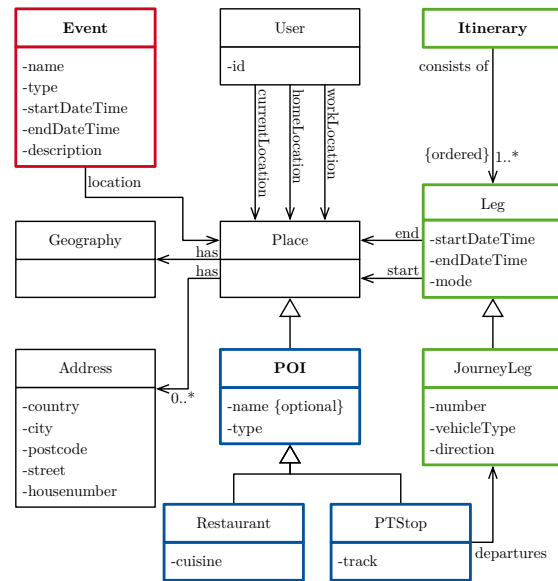 Event
-name
-type
-startDateTime
-endDateTime
-description
User
-id
Itinerary
consists of
{ordered}
1..*
currentLocation
homeLocation
workLocation
location
Geography
Place
has
has
Leg
-startDateTime
-endDateTime
-mode
end
start
Address
-country
-city
-postcode
-street
-housenumber
0..*
POI
-name {optional}
-type
JourneyLeg
-number
-vehicleType
-direction
Restaurant
-cuisine
PTStop
-track
departures